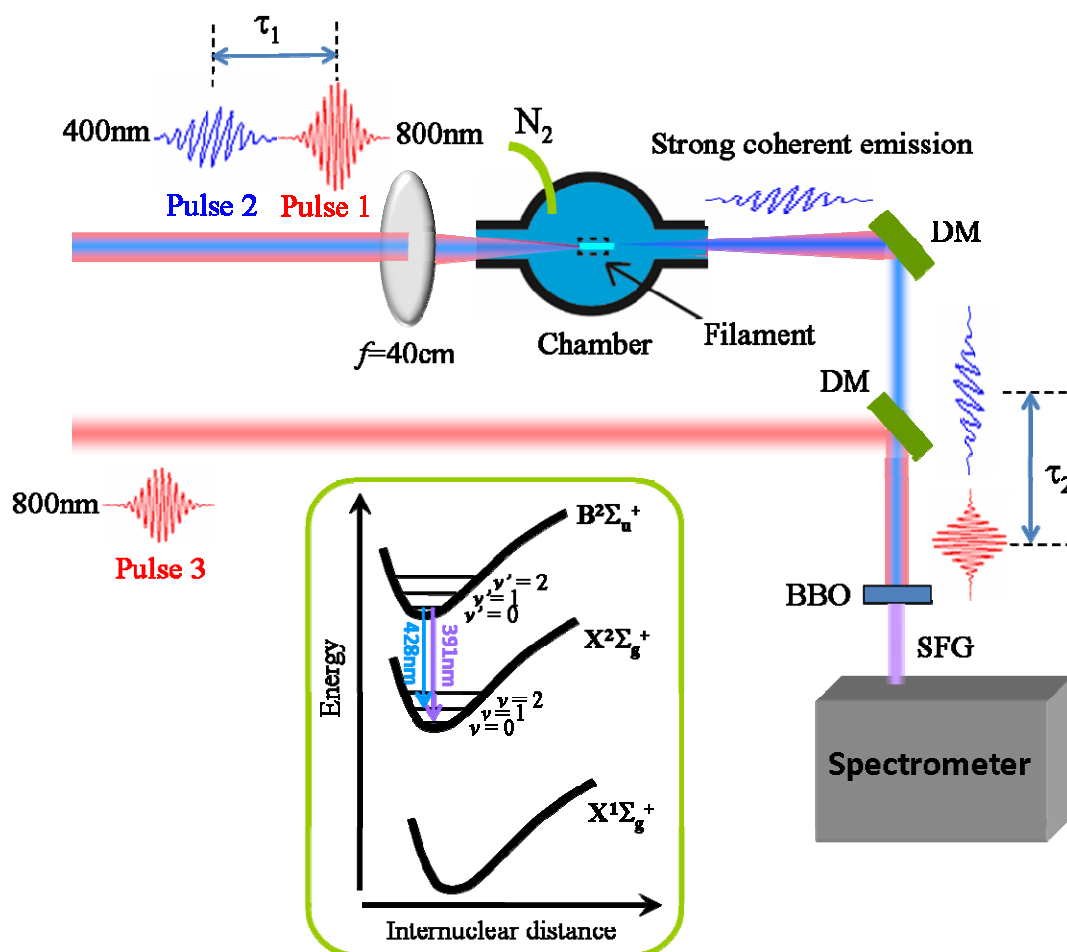 τ1
400nm
800nm
Pulse 2
Pulse 1
N2
Strong coherent emission
DM
f=40cm
Chamber
Filament
DM
τ2
800nm
Pulse 3
BBO
SFG
Spectrometer
B²Σu⁺
v'= 2
v'= 1
v'= 0
428nm
391nm
X²Σg⁺
v = 2
v = 1
v = 0
X¹Σg⁺
Energy
Internuclear distance